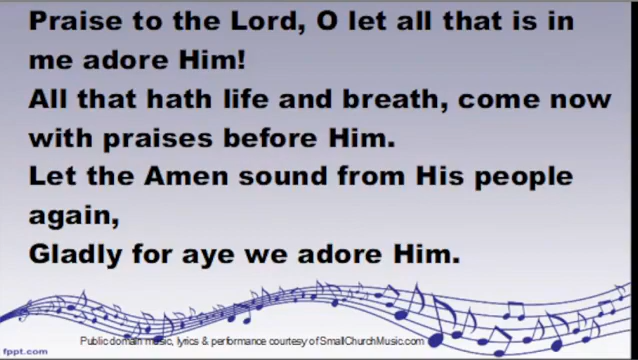 Praise to the Lord, O let all that is in
me adore Him!
All that hath life and breath, come now
with praises before Him.
Let the Amen sound from His people
again,
Gladly for aye we adore Him.
Public domain music, lyrics & performance courtesy of SmallChurchMusic.com
fppt.com